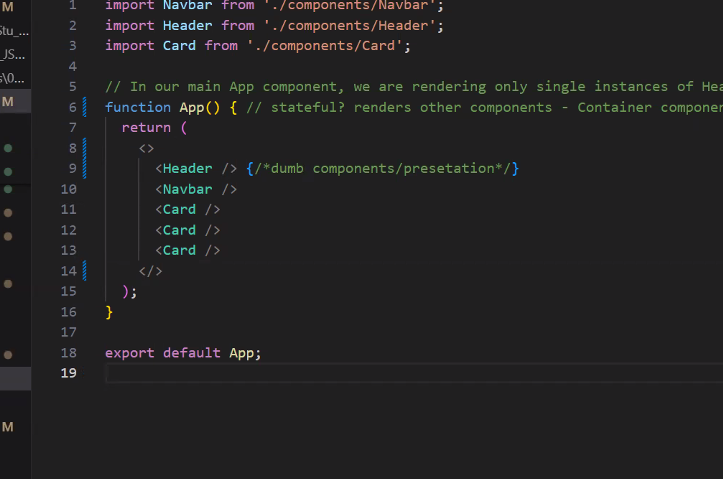 M
1 import Navbar from './components/Navbar';
Stu_...
2 import Header from './components/Header';
_JS...
3 import Card from './components/Card';
s\0...
4
M
5 // In our main App component, we are rendering only single instances of Hea
6 function App() { // stateful? renders other components - Container componen
7 return (
8 <>
9 <Header /> {/*dumb components/presetation*/}
10 <Navbar />
11 <Card />
12 <Card />
13 <Card />
14 </>
15 );
16 }
17
18 export default App;
19
M